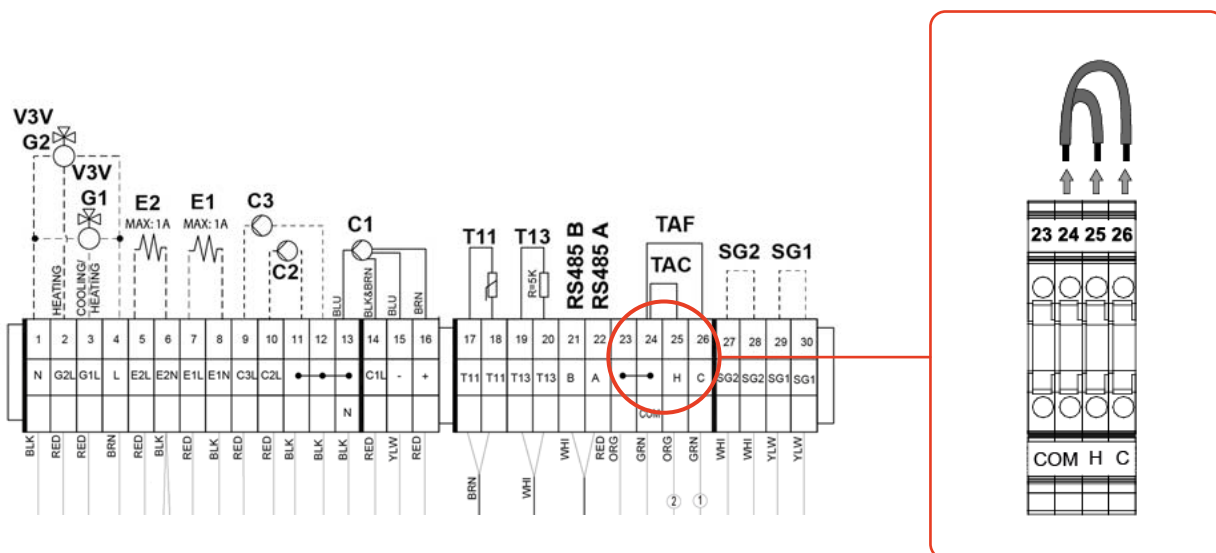 V3V
G2
V3V
G1
E2
MAX: 1A
E1
MAX: 1A
C3
C2
C1
T11
T13
R=5K
RS485 B
RS485 A
TAF
TAC
SG2
SG1
HEATING
COOLING/
HEATING
BLU
BLK&BRN
BLU
BRN
1 2 3 4 5 6 7 8 9 10 11 12 13 14 15 16 17 18 19 20 21 22 23 24 25 26 27 28 29 30
N G2L G1L L E2L E2N E1L E1N C3L C2L C1L - + T11 T11 T13 T13 B A H C SG2 SG2 SG1 SG1
N COM
BLK RED RED BRN RED BLK RED BLK RED RED BLK BLK BLK RED YLW RED WHI RED ORG GRN ORG GRN WHI WHI YLW YLW
BRN WHI
2 1
23 24 25 26
COM H C